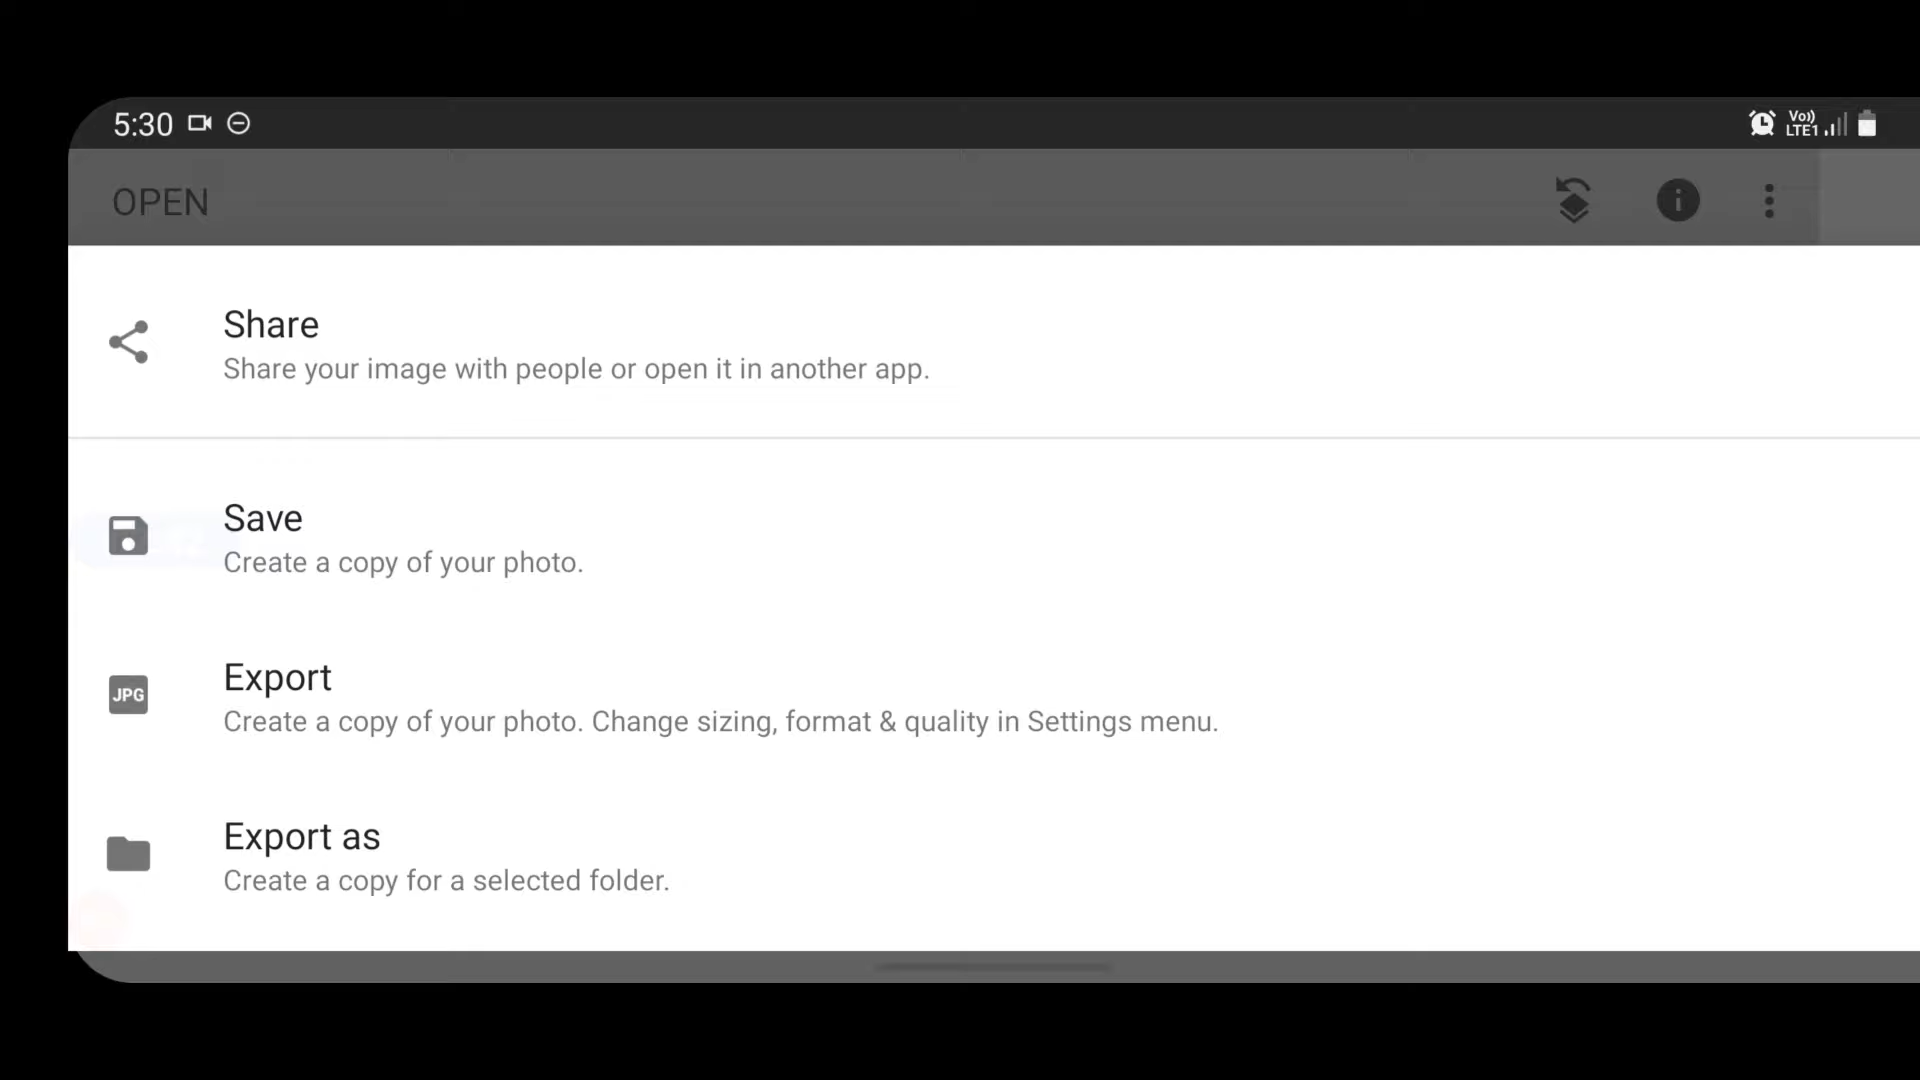 5:30
Vo))
LTE1
OPEN
Share
Share your image with people or open it in another app.
Save
Create a copy of your photo.
JPG
Export
Create a copy of your photo. Change sizing, format & quality in Settings menu.
Export as
Create a copy for a selected folder.